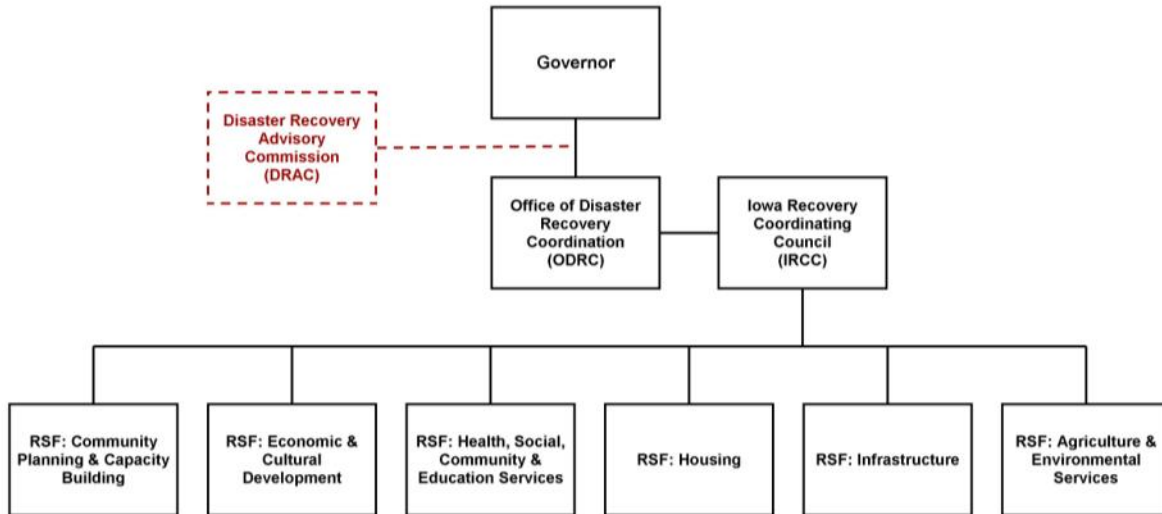 Governor
Disaster Recovery
Advisory
Commission
(DRAC)
Office of Disaster
Recovery
Coordination
(ODRC)
Iowa Recovery
Coordinating
Council
(IRCC)
RSF: Community
Planning & Capacity
Building
RSF: Economic &
Cultural
Development
RSF: Health, Social,
Community &
Education Services
RSF: Housing
RSF: Infrastructure
RSF: Agriculture &
Environmental
Services